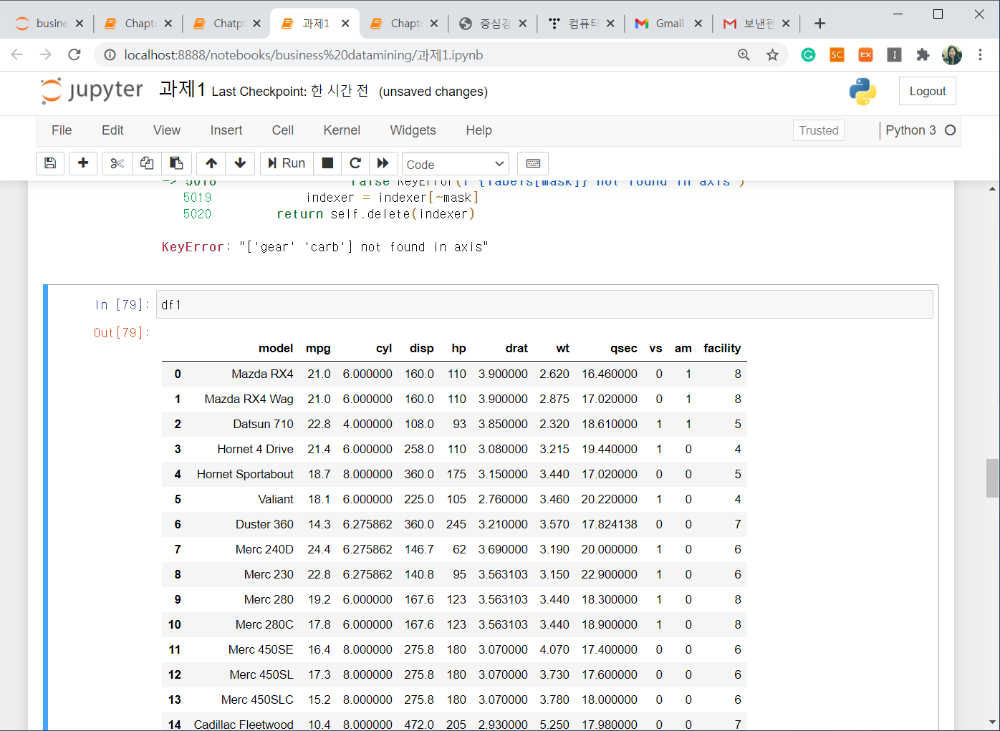 busine
Chapt
Chatpt
과제1
Chapte
중심경
컴퓨터
Gmail
보낸편
localhost:8888/notebooks/business%20datamining/과제1.ipynb
jupyter 과제1 Last Checkpoint: 한 시간 전 (unsaved changes)
Logout
File Edit View Insert Cell Kernel Widgets Help
Trusted
Python 3
Run
Code
-> 5018 raise KeyError(f"{labels[mask]} not found in axis")
5019 indexer = indexer[~mask]
5020 return self.delete(indexer)
KeyError: "['gear' 'carb'] not found in axis"
In [79]: df1
Out[79]:
model mpg cyl disp hp drat wt qsec vs am facility
0 Mazda RX4 21.0 6.000000 160.0 110 3.900000 2.620 16.460000 0 1 8
1 Mazda RX4 Wag 21.0 6.000000 160.0 110 3.900000 2.875 17.020000 0 1 8
2 Datsun 710 22.8 4.000000 108.0 93 3.850000 2.320 18.610000 1 1 5
3 Hornet 4 Drive 21.4 6.000000 258.0 110 3.080000 3.215 19.440000 1 0 4
4 Hornet Sportabout 18.7 8.000000 360.0 175 3.150000 3.440 17.020000 0 0 5
5 Valiant 18.1 6.000000 225.0 105 2.760000 3.460 20.220000 1 0 4
6 Duster 360 14.3 6.275862 360.0 245 3.210000 3.570 17.824138 0 0 7
7 Merc 240D 24.4 6.275862 146.7 62 3.690000 3.190 20.000000 1 0 6
8 Merc 230 22.8 6.275862 140.8 95 3.563103 3.150 22.900000 1 0 6
9 Merc 280 19.2 6.000000 167.6 123 3.563103 3.440 18.300000 1 0 8
10 Merc 280C 17.8 6.000000 167.6 123 3.563103 3.440 18.900000 1 0 8
11 Merc 450SE 16.4 8.000000 275.8 180 3.070000 4.070 17.400000 0 0 6
12 Merc 450SL 17.3 8.000000 275.8 180 3.070000 3.730 17.600000 0 0 6
13 Merc 450SLC 15.2 8.000000 275.8 180 3.070000 3.780 18.000000 0 0 6
14 Cadillac Fleetwood 10.4 8.000000 472.0 205 2.930000 5.250 17.980000 0 0 7